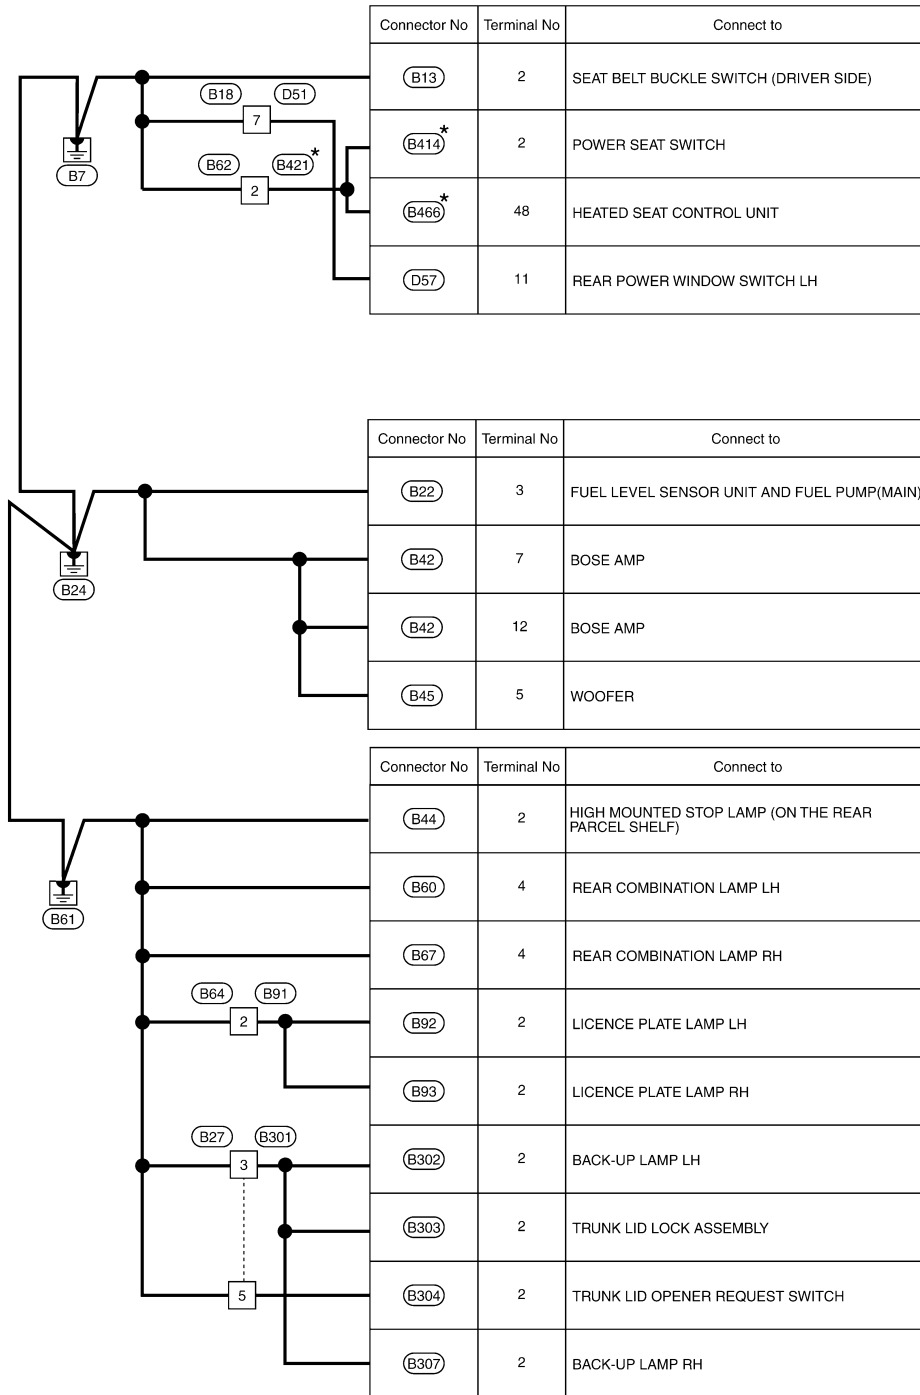 Connector No Terminal No Connect to
B13 2 SEAT BELT BUCKLE SWITCH (DRIVER SIDE)
B18 D51
7
B7
B414* 2 POWER SEAT SWITCH
B62 B421*
2
B466* 48 HEATED SEAT CONTROL UNIT
D57 11 REAR POWER WINDOW SWITCH LH
Connector No Terminal No Connect to
B22 3 FUEL LEVEL SENSOR UNIT AND FUEL PUMP(MAIN)
B24
B42 7 BOSE AMP
B42 12 BOSE AMP
B45 5 WOOFER
Connector No Terminal No Connect to
B44 2 HIGH MOUNTED STOP LAMP (ON THE REAR
PARCEL SHELF)
B60 4 REAR COMBINATION LAMP LH
B61
B67 4 REAR COMBINATION LAMP RH
B64 B91
2
B92 2 LICENCE PLATE LAMP LH
B93 2 LICENCE PLATE LAMP RH
B27 B301
3
B302 2 BACK-UP LAMP LH
B303 2 TRUNK LID LOCK ASSEMBLY
5
B304 2 TRUNK LID OPENER REQUEST SWITCH
B307 2 BACK-UP LAMP RH